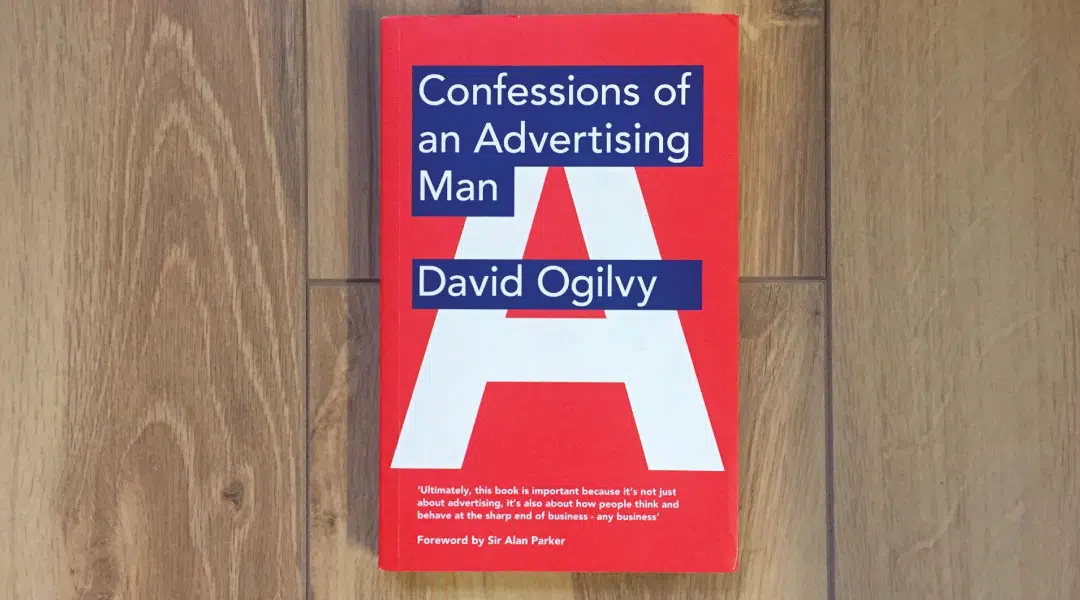 Confessions of
an Advertising
Man
David Ogilvy
A
'Ultimately, this book is important because it's not just
about advertising, it's also about how people think and
behave at the sharp end of business - any business'
Foreword by Sir Alan Parker